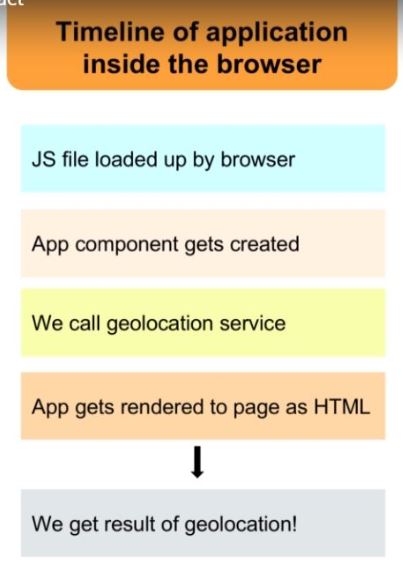 Timeline of application
inside the browser
JS file loaded up by browser
App component gets created
We call geolocation service
App gets rendered to page as HTML
We get result of geolocation!